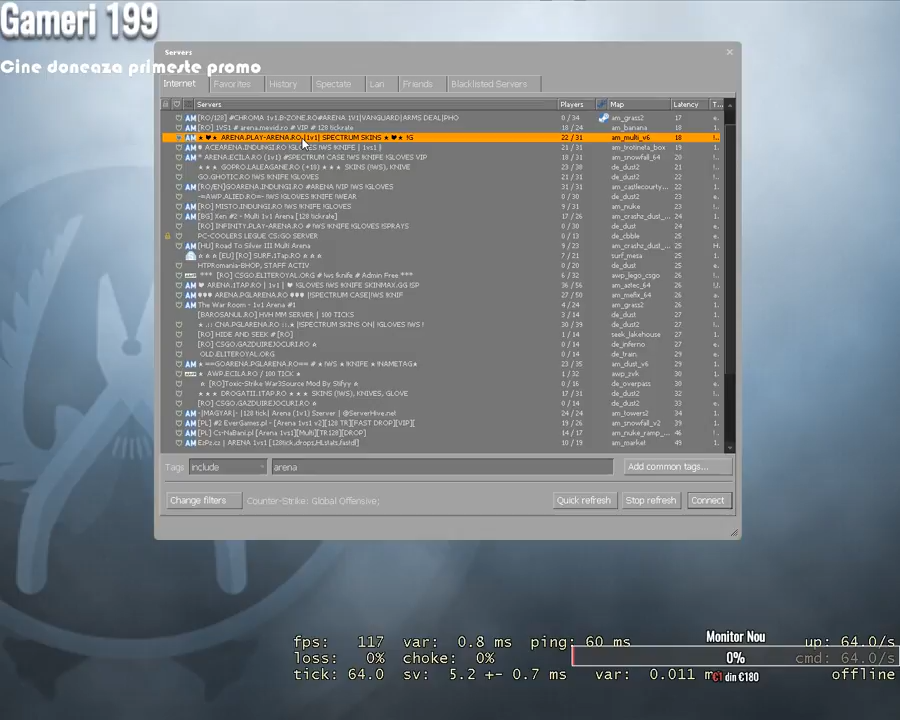 Gameri 199
Cine doneaza primeste promo
Servers
Internet Favorites History Spectate Lan Friends Blacklisted Servers
Servers Players Map Latency T...
[RO/128] #CHROMA 1v1.B-ZONE.RO#ARENA 1V1|VANGUARD|ARMS DEAL|PHO 0 / 34 am_grass2 17
[RO] 1V51 # arena.mevid.ro # VIP # 128 tickrate 18 / 24 am_banana 18
★ ♥★ ARENA.PLAY-ARENA.RO |1v1| SPECTRUM SKINS ★ ♥★ !G 22 / 31 am_multi_v6 18
ACEARENA.INDUNGI.RO !GLOVES !WS !KNIFE | 1vs1 | 21 / 31 am_trotineta_box 19
* ARENA.ECILA.RO (1v1) #SPECTRUM CASE !WS !KNIFE !GLOVES VIP 31 / 31 am_snowfall_64 20
★ ★ ★ GOPRO.LALEAGANE.RO (+18) ★ ★ ★ SKINS (!WS), KNIVE 23 / 31 de_dust2 21
GO.GHOTIC.RO !WS !KNIFE !GLOVES 21 / 31 de_dust2 22
[RO/EN]GOARENA.INDUNGI.RO #ARENA !VIP !WS !GLOVES 31 / 31 am_castlecourty... 22
-=AWP.ALIED.RO=- !WS !GLOVES !KNIFE !WEAR 0 / 30 de_dust2 22
[RO] MISTO.INDUNGI.RO !WS !KNIFE !GLOVES 9 / 31 am_nuke 23
[BG] Xen #2 - Multi 1v1 Arena [128 tickrate] 17 / 26 am_crashz_dust_... 24
[RO] INFINITY.PLAY-ARENA.RO !WS !KNIFE !GLOVES !SPRAYS 0 / 30 de_dust 24
PC-COOLERS LEGUE CS:GO SERVER 0 / 13 de_cbble 25
[HU] Road To Silver III Multi Arena 9 / 23 am_crashz_dust_... 25 H.
★ ★ ★ [EU] [RO] SURF.1Tap.RO ★ ★ ★ 7 / 21 surf_mesa 25
HTPRomania-BHOP, STAFF ACTIV 0 / 20 de_dust 25
*** [RO] CSGO.ELITEROYAL.ORG # !ws !knife # Admin Free *** 6 / 32 awp_lego_csgo 26
♥ ARENA.1TAP.RO | 1v1 | ♥ !GLOVES !WS !KNIFE SKINMAX.GG !SP 36 / 56 am_aztec_64 26
♥♥♥ ARENA.PGLARENA.RO ♥♥♥ |SPECTRUM CASE|!WS !KNIF 27 / 50 am_mefix_64 26
The War Room - 1v1 Arena #1 4 / 24 am_grass2 26
[BAROSANUL.RO] HVH MM SERVER | 100 TICKS 3 / 14 de_dust 27
★ .:: CNA.PGLARENA.RO ::.★ |SPECTRUM SKINS ON| !GLOVES !WS ! 30 / 39 de_dust2 27
[RO] HIDE AND SEEK # [RO] 1 / 14 seek_lakehouse 27
[RO] CSGO.GAZDUIREJOCURI.RO 0 / 14 de_inferno 27
OLD.ELITEROYAL.ORG 0 / 14 de_train 29
★ ==GOARENA.PGLARENA.RO== # ★ !WS ★ !KNIFE ★ !NAMETAG★ 23 / 35 am_dust_v6 29
★ AWP.ECILA.RO / 100 TICK ★ 1 / 32 awp_zvk 30
[RO]Toxic-Strike War3Source Mod By Slifyy 0 / 16 de_overpass 30
★ ★ ★ DROGATII.1TAP.RO ★ ★ ★ SKINS (!WS), KNIVES, GLOVE 2 / 32 de_dust2 32
[RO] CSGO.GAZDUIREJOCURI.RO 0 / 14 de_dust2 33
-]MAGYAR[- [128 tick] Arena (1v1) Szerver | @ServerHive.net 24 / 24 am_towers2 34
[PL] #2 EverGames.pl - [Arena 1vs1 v2][128 TR][FAST DROP][VIP][ 19 / 26 am_snowfall_v2 41
[PL] Cs-NaBani.pl [Arena 1vs1][Multi][TR128][DROP] 14 / 17 am_nuke_ramp_... 46
EzPz.cz | ARENA 1v1 [128tick,drops,HLstats,fastdl] 10 / 14 am_market 49
Tags include arena Add common tags...
Change filters Counter-Strike: Global Offensive; Quick refresh Stop refresh Connect
fps: 117 var: 0.8 ms ping: 60 ms up: 64.0/s
Monitor Nou
loss: 0% choke: 0% 0% cmd: 64.0/s
tick: 64.0 sv: 5.2 +- 0.7 ms var: 0.011 €1 din €180 offline